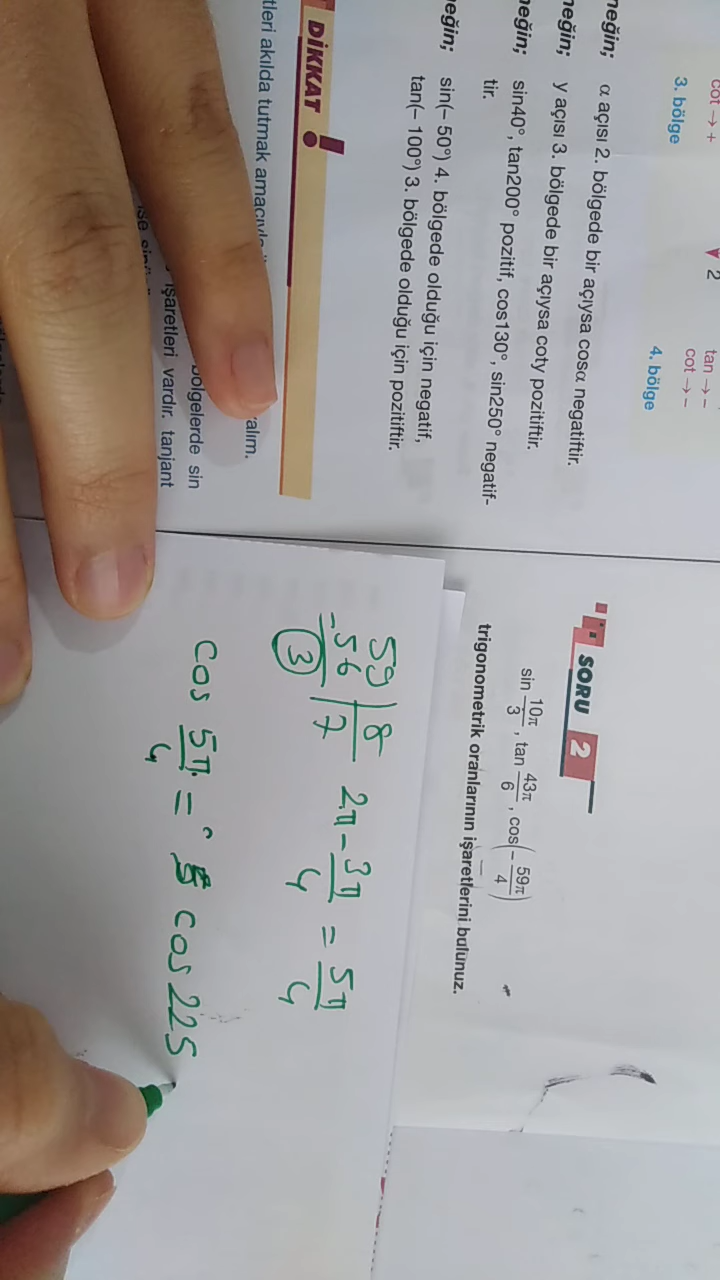 cot → +
3. bölge
2
tan → –
cot → –
4. bölge
α açısı 2. bölgede bir açıysa cosα negatiftir.
y açısı 3. bölgede bir açıysa coty pozitiftir.
sin40°, tan200° pozitif, cos130°, sin250° negatif-
tir.
sin(– 50°) 4. bölgede olduğu için negatif,
tan(– 100°) 3. bölgede olduğu için pozitiftir.
DİKKAT !
akılda tutmak
bölgelerde sin
işaretleri vardır. tanjant
SORU 2
sin 10π/3 , tan 43π/6 , cos(– 59π/4)
trigonometrik oranlarının işaretlerini bulunuz.
59 | 8
-56 7
3
2π - 3π/4 = 5π/4
cos 5π/4 = cos 225